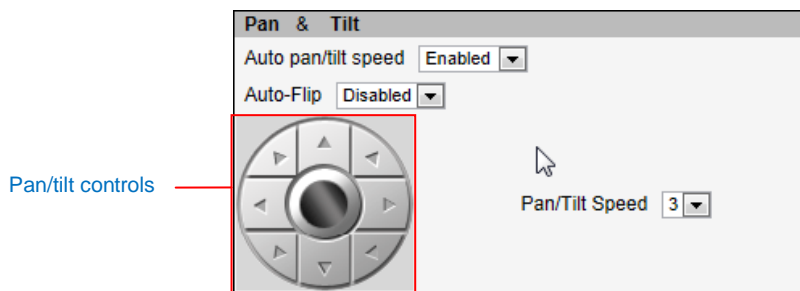 Pan & Tilt
Auto pan/tilt speed Enabled
Auto-Flip Disabled
Pan/tilt controls
Pan/Tilt Speed 3